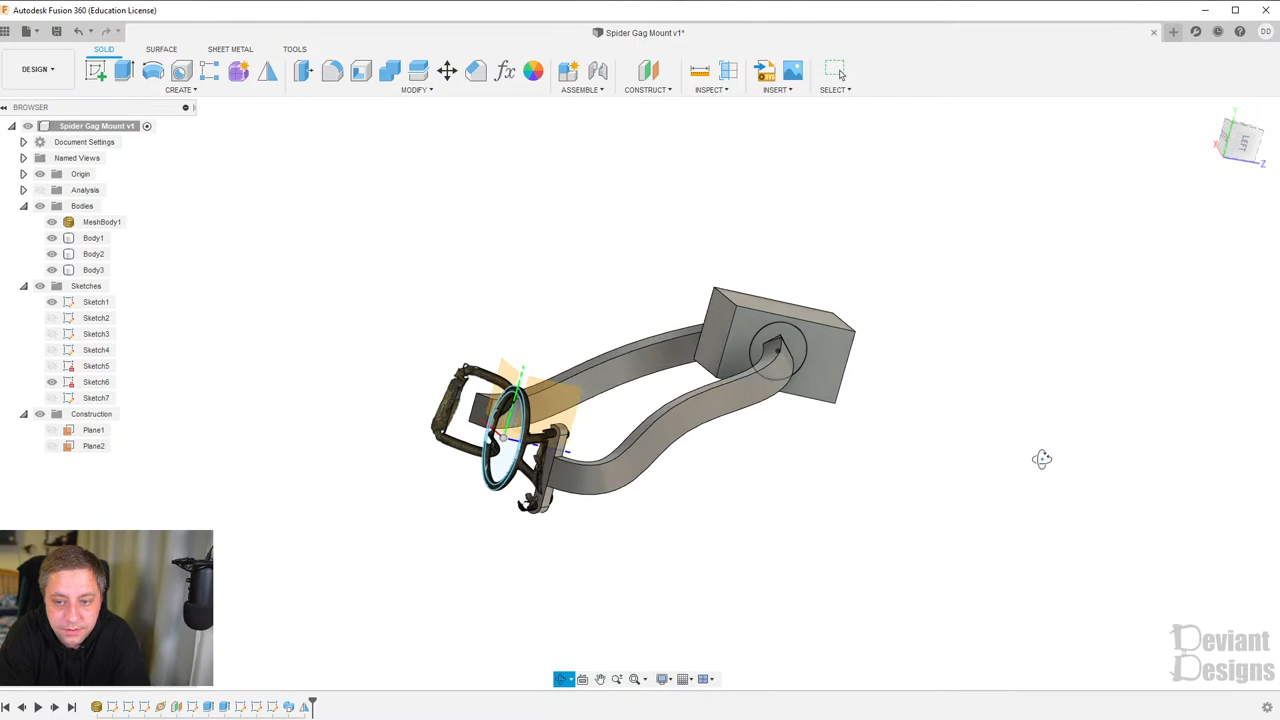 Autodesk Fusion 360 (Education License)
Spider Gag Mount v1*
DD
DESIGN
SOLID
SURFACE
SHEET METAL
TOOLS
CREATE
MODIFY
ASSEMBLE
CONSTRUCT
INSPECT
INSERT
SELECT
BROWSER
Spider Gag Mount v1
Document Settings
Named Views
Origin
Analysis
Bodies
MeshBody1
Body1
Body2
Body3
Sketches
Sketch1
Sketch2
Sketch3
Sketch4
Sketch5
Sketch6
Sketch7
Construction
Plane1
Plane2
Y
LEFT
X
Z
Deviant
Designs